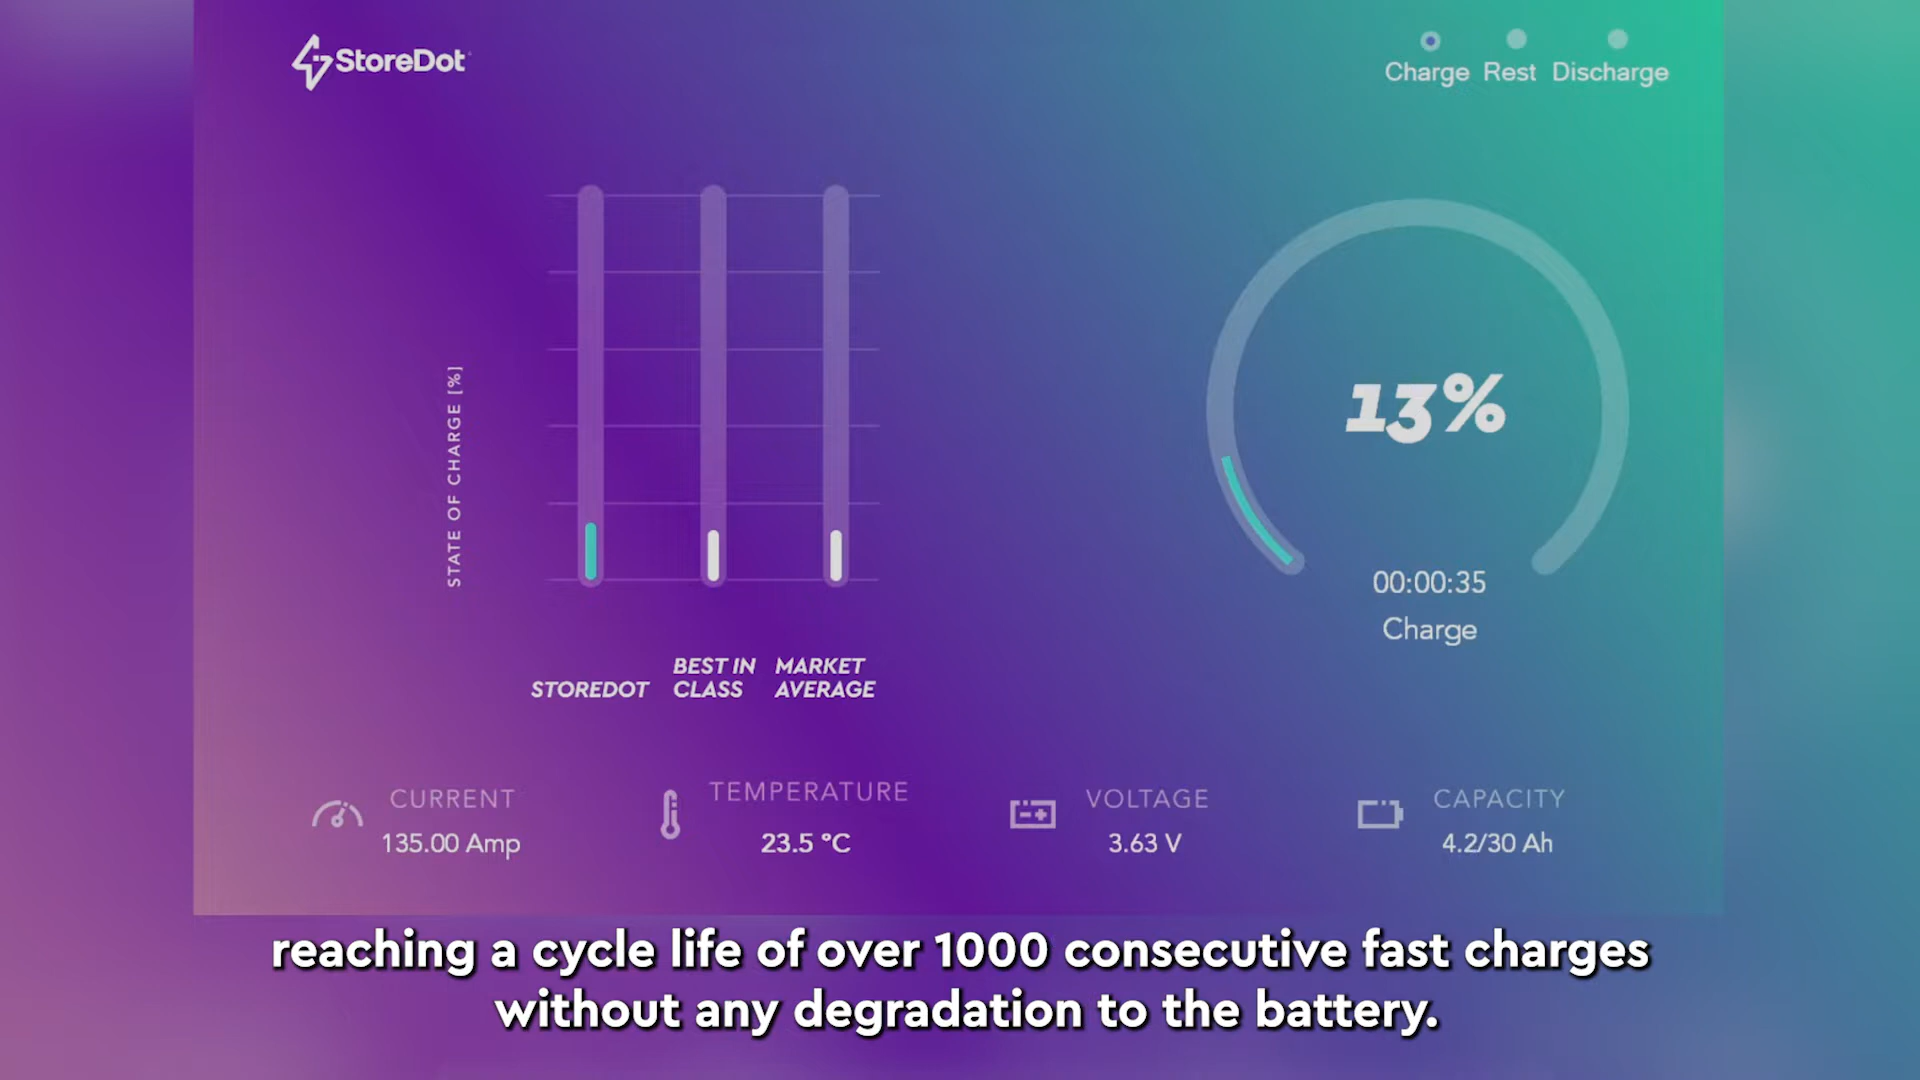 StoreDot
Charge Rest Discharge
STATE OF CHARGE [%]
13%
00:00:35
Charge
STOREDOT
BEST IN
CLASS
MARKET
AVERAGE
CURRENT
135.00 Amp
TEMPERATURE
23.5 °C
VOLTAGE
3.63 V
CAPACITY
4.2/30 Ah
reaching a cycle life of over 1000 consecutive fast charges
without any degradation to the battery.